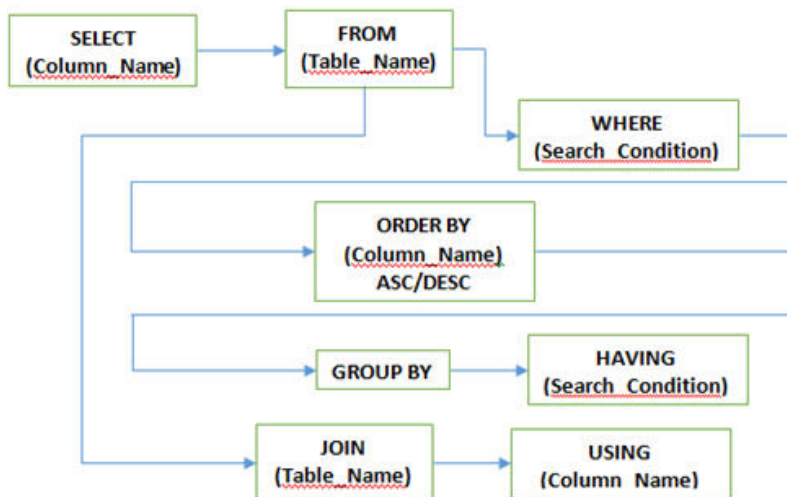 SELECT
(Column_Name)
FROM
(Table_Name)
WHERE
(Search_Condition)
ORDER BY
(Column_Name)
ASC/DESC
GROUP BY
HAVING
(Search_Condition)
JOIN
(Table_Name)
USING
(Column_Name)